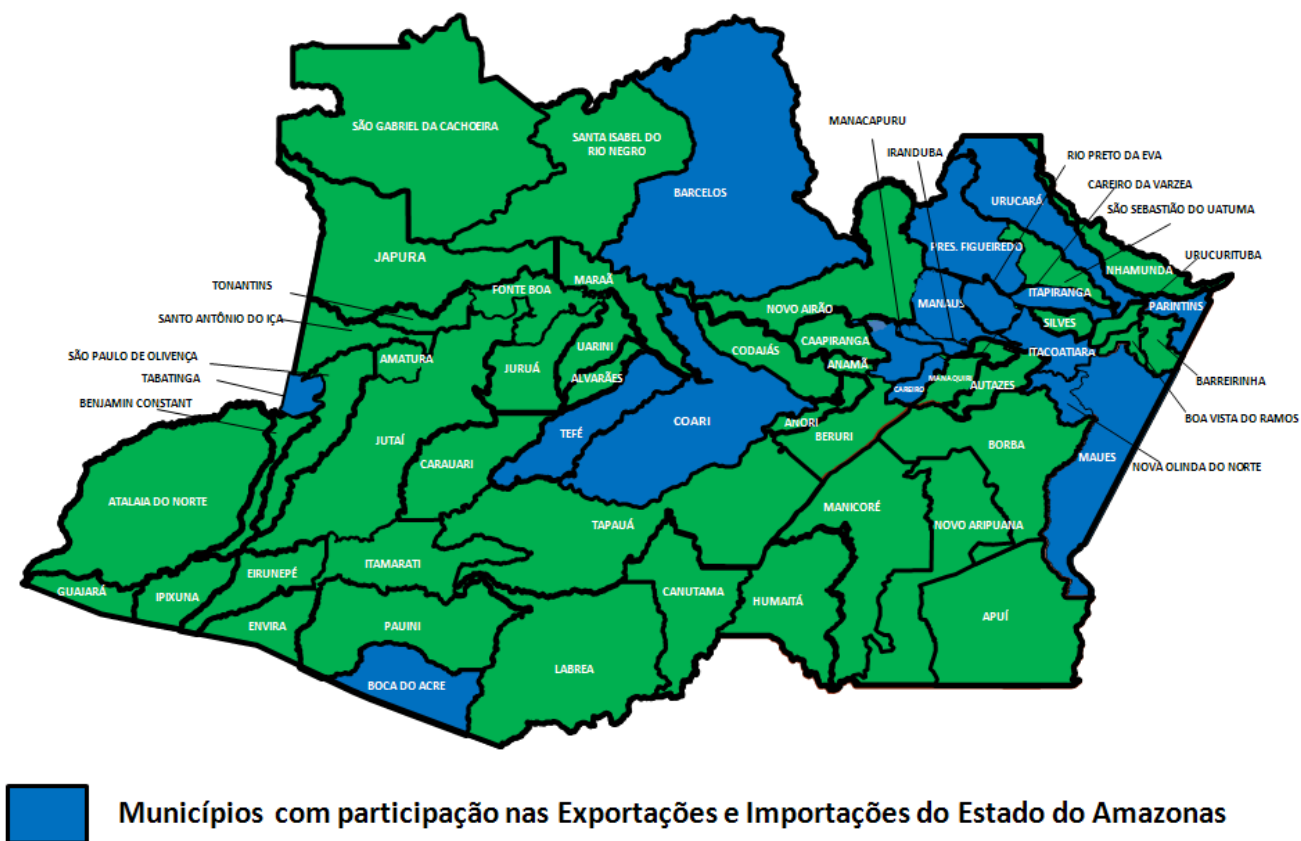 SÃO GABRIEL DA CACHOEIRA
SANTA ISABEL DO
RIO NEGRO
BARCELOS
MANACAPURU
IRANDUBA
RIO PRETO DA EVA
CAREIRO DA VARZEA
SÃO SEBASTIÃO DO UATUMA
URUCURITUBA
URUCARÁ
PRES. FIGUEIREDO
NHAMUNDA
JAPURA
MARAÃ
FONTE BOA
TONANTINS
SANTO ANTÔNIO DO IÇA
SÃO PAULO DE OLIVENÇA
TABATINGA
BENJAMIN CONSTANT
NOVO AIRÃO
MANAUS
ITAPIRANGA
PARINTINS
SILVES
CAAPIRANGA
CODAJÁS
UARINI
AMATURA
JURUÁ
ALVARÃES
ANAMÃ
ITACOATIARA
MANAQUIRI
CAREIRO
AUTAZES
BARREIRINHA
BOA VISTA DO RAMOS
COARI
TEFÉ
ANORI
BERURI
JUTAÍ
CARAUARI
BORBA
MAUES
NOVA OLINDA DO NORTE
ATALAIA DO NORTE
MANICORÉ
TAPAUÁ
NOVO ARIPUANA
ITAMARATI
EIRUNEPÉ
GUAJARÁ
IPIXUNA
CANUTAMA
HUMAITÁ
ENVIRA
PAUINI
APUÍ
LABREA
BOCA DO ACRE
Municípios com participação nas Exportações e Importações do Estado do Amazonas